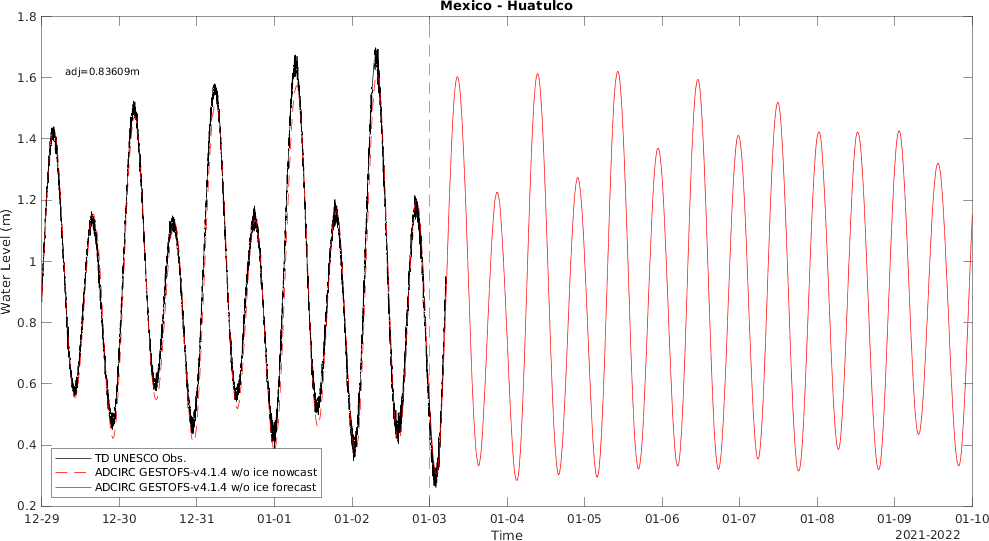 Mexico - Huatulco
1.8
1.6
1.4
1.2
1
0.8
0.6
0.4
0.2
Water Level (m)
adj=0.83609m
TD UNESCO Obs.
ADCIRC GESTOFS-v4.1.4 w/o ice nowcast
ADCIRC GESTOFS-v4.1.4 w/o ice forecast
12-29 12-30 12-31 01-01 01-02 01-03 01-04 01-05 01-06 01-07 01-08 01-09 01-10
Time
2021-2022